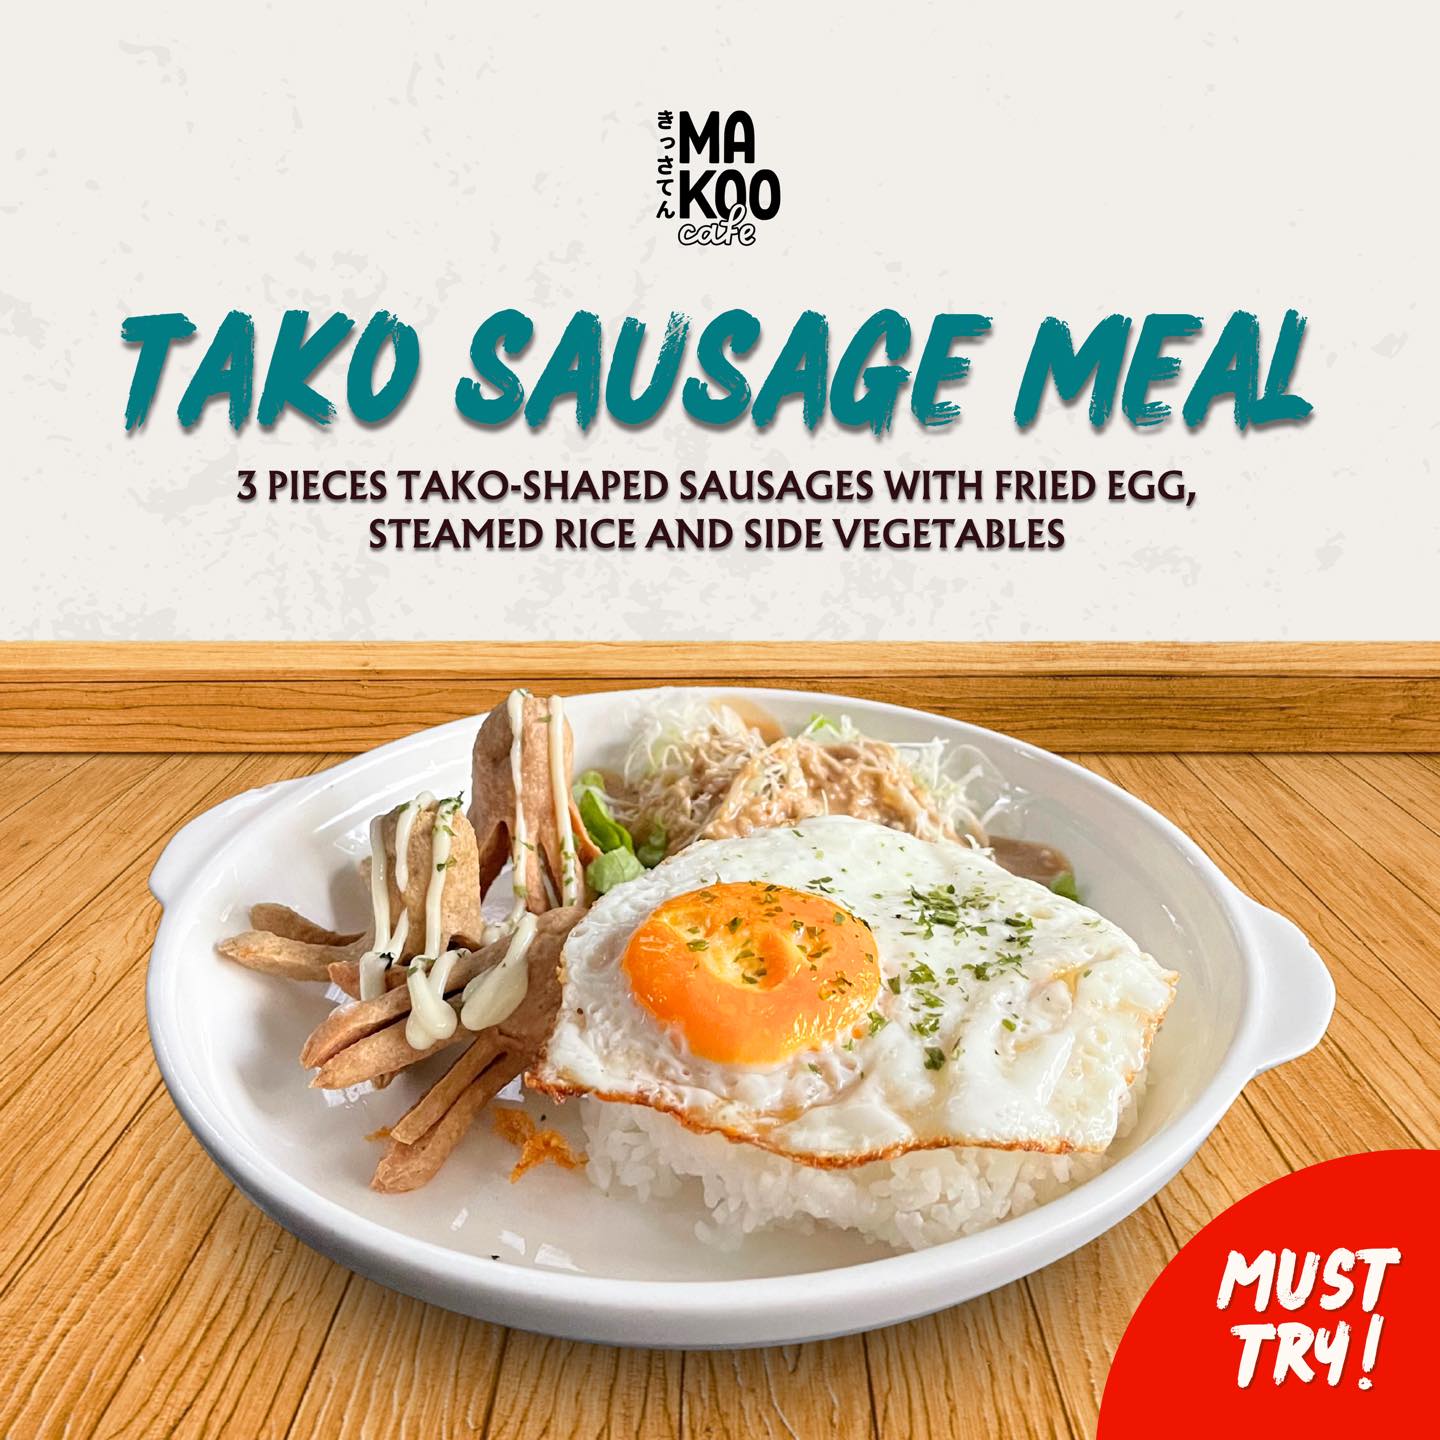 きっさてん
MA
KOO
cafe
TAKO SAUSAGE MEAL
3 PIECES TAKO-SHAPED SAUSAGES WITH FRIED EGG,
STEAMED RICE AND SIDE VEGETABLES
MUST
TRY!